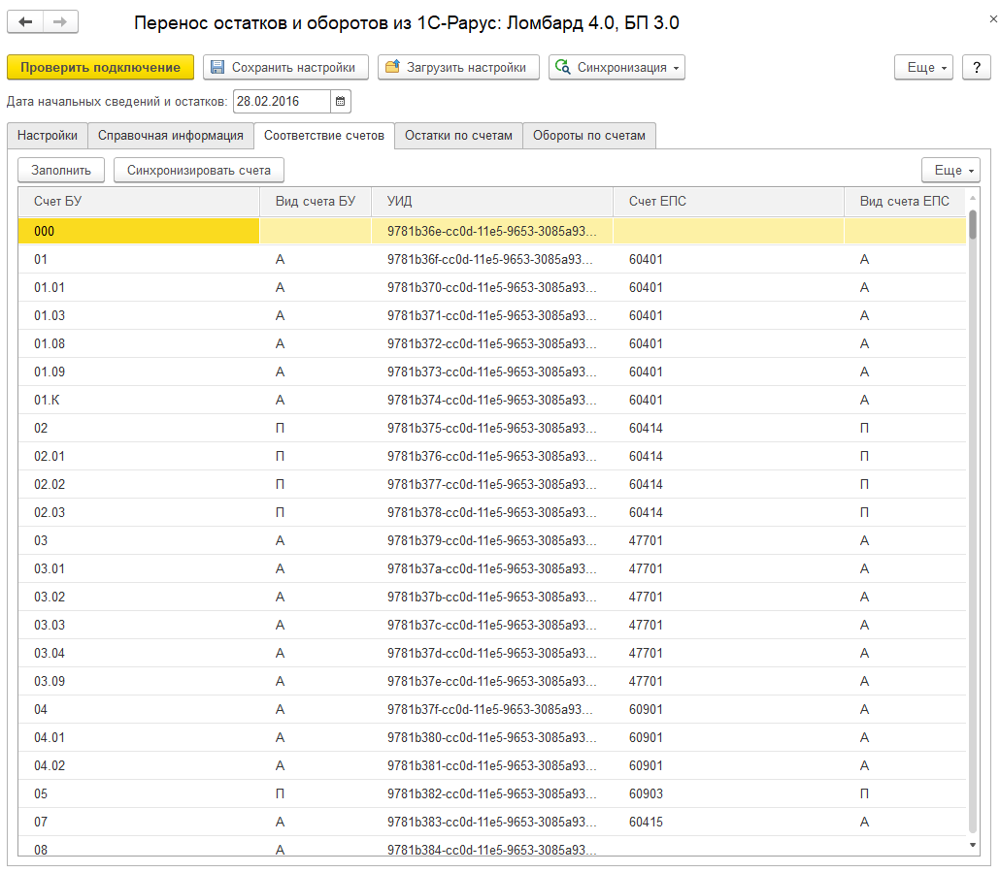 Перенос остатков и оборотов из 1С-Рарус: Ломбард 4.0, БП 3.0
Проверить подключение Сохранить настройки Загрузить настройки Синхронизация Еще ?
Дата начальных сведений и остатков: 28.02.2016
Настройки Справочная информация Соответствие счетов Остатки по счетам Обороты по счетам
Заполнить Синхронизировать счета Еще
Счет БУ Вид счета БУ УИД Счет ЕПС Вид счета ЕПС
000 9781b36e-cc0d-11e5-9653-3085a93...
01 А 9781b36f-cc0d-11e5-9653-3085a93... 60401 А
01.01 А 9781b370-cc0d-11e5-9653-3085a93... 60401 А
01.03 А 9781b371-cc0d-11e5-9653-3085a93... 60401 А
01.08 А 9781b372-cc0d-11e5-9653-3085a93... 60401 А
01.09 А 9781b373-cc0d-11e5-9653-3085a93... 60401 А
01.К А 9781b374-cc0d-11e5-9653-3085a93... 60401 А
02 П 9781b375-cc0d-11e5-9653-3085a93... 60414 П
02.01 П 9781b376-cc0d-11e5-9653-3085a93... 60414 П
02.02 П 9781b377-cc0d-11e5-9653-3085a93... 60414 П
02.03 П 9781b378-cc0d-11e5-9653-3085a93... 60414 П
03 А 9781b379-cc0d-11e5-9653-3085a93... 47701 А
03.01 А 9781b37a-cc0d-11e5-9653-3085a93... 47701 А
03.02 А 9781b37b-cc0d-11e5-9653-3085a93... 47701 А
03.03 А 9781b37c-cc0d-11e5-9653-3085a93... 47701 А
03.04 А 9781b37d-cc0d-11e5-9653-3085a93... 47701 А
03.09 А 9781b37e-cc0d-11e5-9653-3085a93... 47701 А
04 А 9781b37f-cc0d-11e5-9653-3085a93... 60901 А
04.01 А 9781b380-cc0d-11e5-9653-3085a93... 60901 А
04.02 А 9781b381-cc0d-11e5-9653-3085a93... 60901 А
05 П 9781b382-cc0d-11e5-9653-3085a93... 60903 П
07 А 9781b383-cc0d-11e5-9653-3085a93... 60415 А
08 А 9781b384-cc0d-11e5-9653-3085a93...